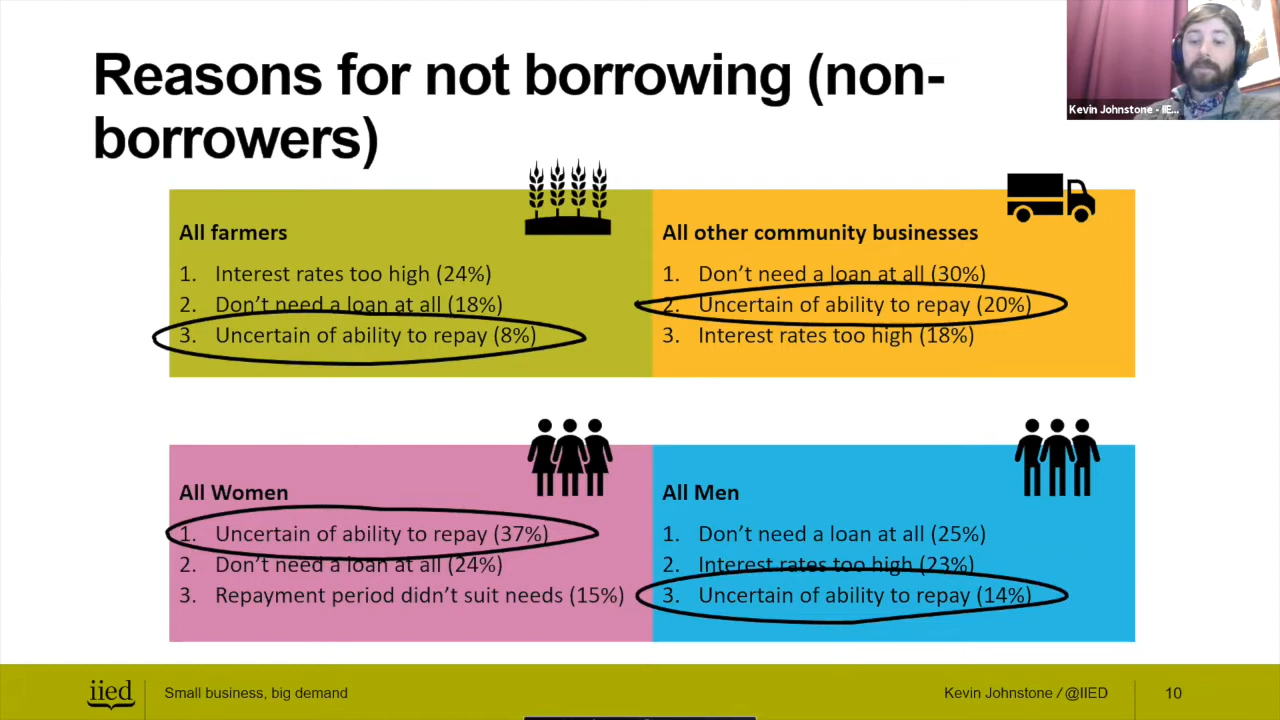 Reasons for not borrowing (non-
borrowers)
Kevin Johnstone - IIE...
All farmers
1. Interest rates too high (24%)
2. Don't need a loan at all (18%)
3. Uncertain of ability to repay (8%)
All other community businesses
1. Don't need a loan at all (30%)
2. Uncertain of ability to repay (20%)
3. Interest rates too high (18%)
All Women
1. Uncertain of ability to repay (37%)
2. Don't need a loan at all (24%)
3. Repayment period didn't suit needs (15%)
All Men
1. Don't need a loan at all (25%)
2. Interest rates too high (23%)
3. Uncertain of ability to repay (14%)
iied
Small business, big demand
Kevin Johnstone / @IIED
10